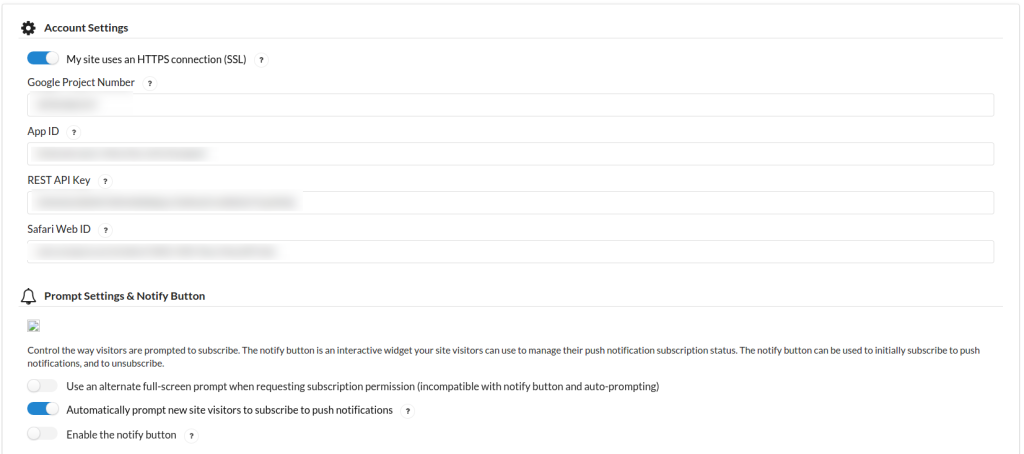 Account Settings
My site uses an HTTPS connection (SSL) ?
Google Project Number ?
App ID ?
REST API Key ?
Safari Web ID ?
Prompt Settings & Notify Button
Control the way visitors are prompted to subscribe. The notify button is an interactive widget your site visitors can use to manage their push notification subscription status. The notify button can be used to initially subscribe to push
notifications, and to unsubscribe.
Use an alternate full-screen prompt when requesting subscription permission (incompatible with notify button and auto-prompting)
Automatically prompt new site visitors to subscribe to push notifications ?
Enable the notify button ?